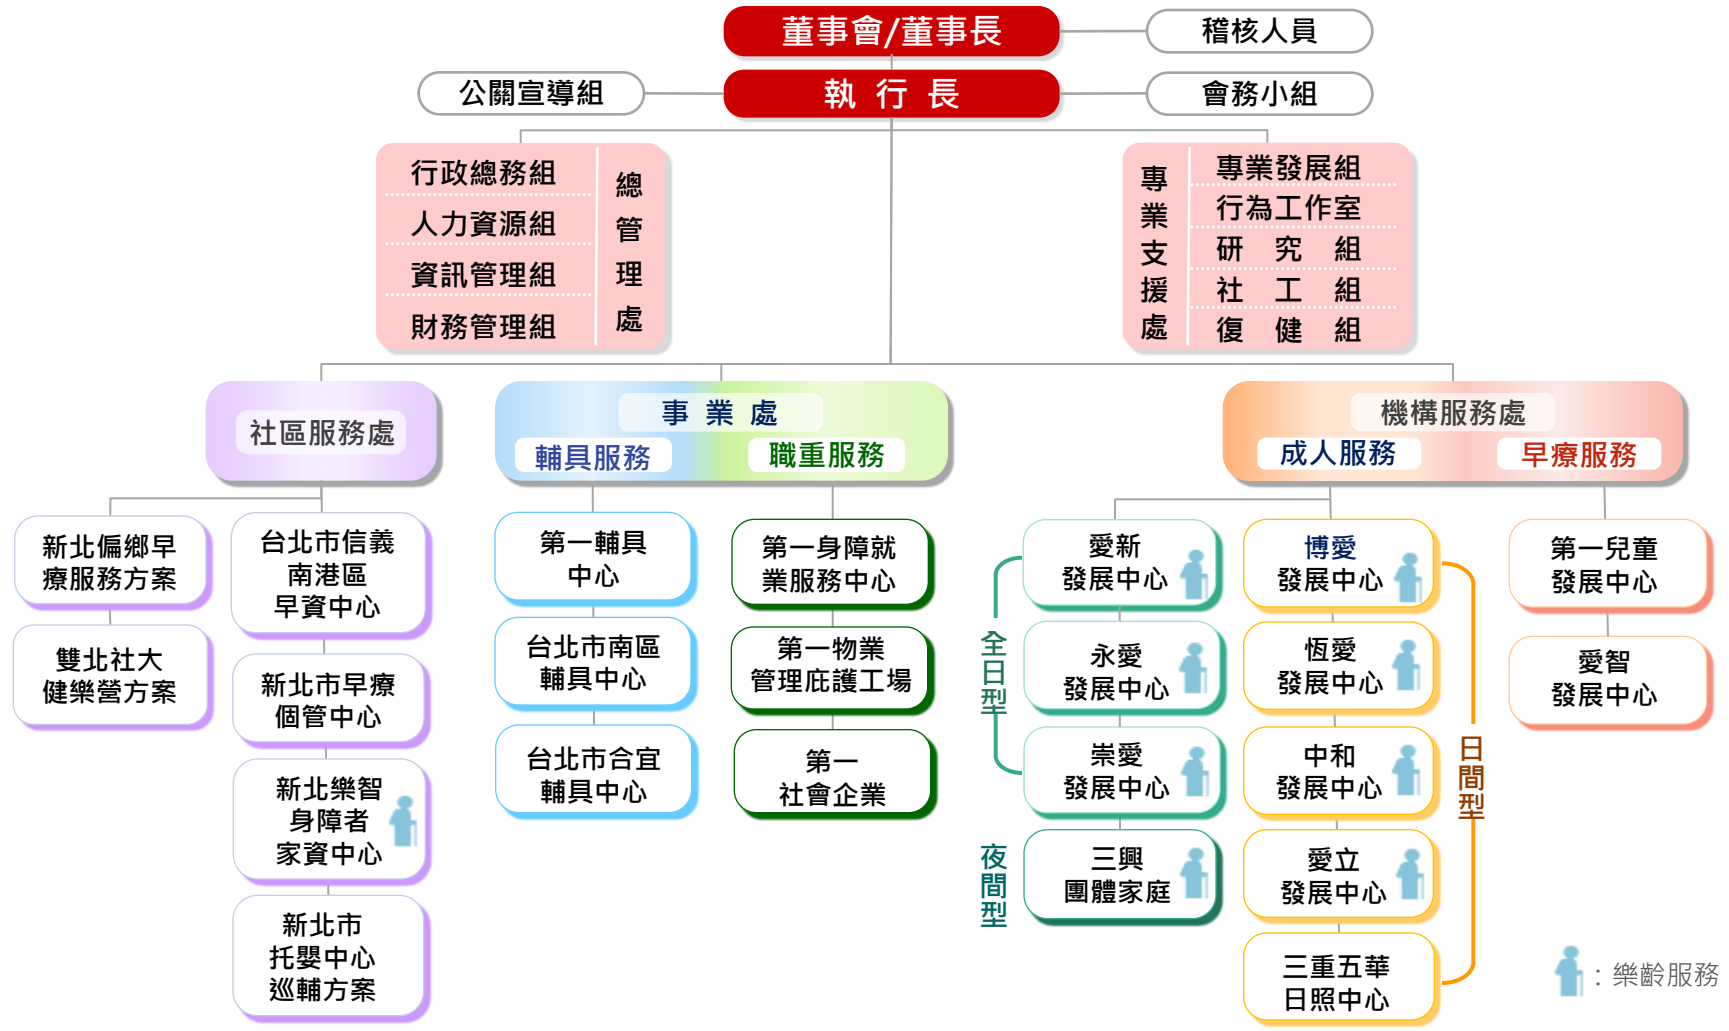 董事會/董事長
稽核人員
公關宣導組
執 行 長
會務小組
行政總務組
人力資源組
資訊管理組
財務管理組
總管理處
專業支援處
專業發展組
行為工作室
研 究 組
社 工 組
復 健 組
社區服務處
事 業 處
輔具服務
職重服務
機構服務處
成人服務
早療服務
新北偏鄉早
療服務方案
雙北社大
健樂營方案
台北市信義
南港區
早資中心
新北市早療
個管中心
新北樂智
身障者
家資中心
新北市
托嬰中心
巡輔方案
第一輔具
中心
台北市南區
輔具中心
台北市合宜
輔具中心
第一身障就
業服務中心
第一物業
管理庇護工場
第一
社會企業
全日型
夜間型
愛新
發展中心
永愛
發展中心
崇愛
發展中心
三興
團體家庭
博愛
發展中心
恆愛
發展中心
中和
發展中心
愛立
發展中心
三重五華
日照中心
日間型
第一兒童
發展中心
愛智
發展中心
：樂齡服務